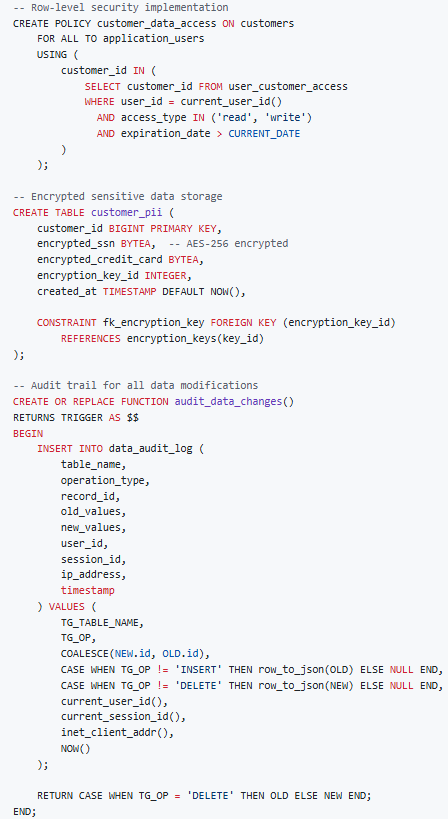 -- Row-level security implementation
CREATE POLICY customer_data_access ON customers
    FOR ALL TO application_users
    USING (
        customer_id IN (
            SELECT customer_id FROM user_customer_access
            WHERE user_id = current_user_id()
              AND access_type IN ('read', 'write')
              AND expiration_date > CURRENT_DATE
        )
    );

-- Encrypted sensitive data storage
CREATE TABLE customer_pii (
    customer_id BIGINT PRIMARY KEY,
    encrypted_ssn BYTEA,  -- AES-256 encrypted
    encrypted_credit_card BYTEA,
    encryption_key_id INTEGER,
    created_at TIMESTAMP DEFAULT NOW(),

    CONSTRAINT fk_encryption_key FOREIGN KEY (encryption_key_id)
        REFERENCES encryption_keys(key_id)
);

-- Audit trail for all data modifications
CREATE OR REPLACE FUNCTION audit_data_changes()
RETURNS TRIGGER AS $$
BEGIN
    INSERT INTO data_audit_log (
        table_name,
        operation_type,
        record_id,
        old_values,
        new_values,
        user_id,
        session_id,
        ip_address,
        timestamp
    ) VALUES (
        TG_TABLE_NAME,
        TG_OP,
        COALESCE(NEW.id, OLD.id),
        CASE WHEN TG_OP != 'INSERT' THEN row_to_json(OLD) ELSE NULL END,
        CASE WHEN TG_OP != 'DELETE' THEN row_to_json(NEW) ELSE NULL END,
        current_user_id(),
        current_session_id(),
        inet_client_addr(),
        NOW()
    );

    RETURN CASE WHEN TG_OP = 'DELETE' THEN OLD ELSE NEW END;
END;